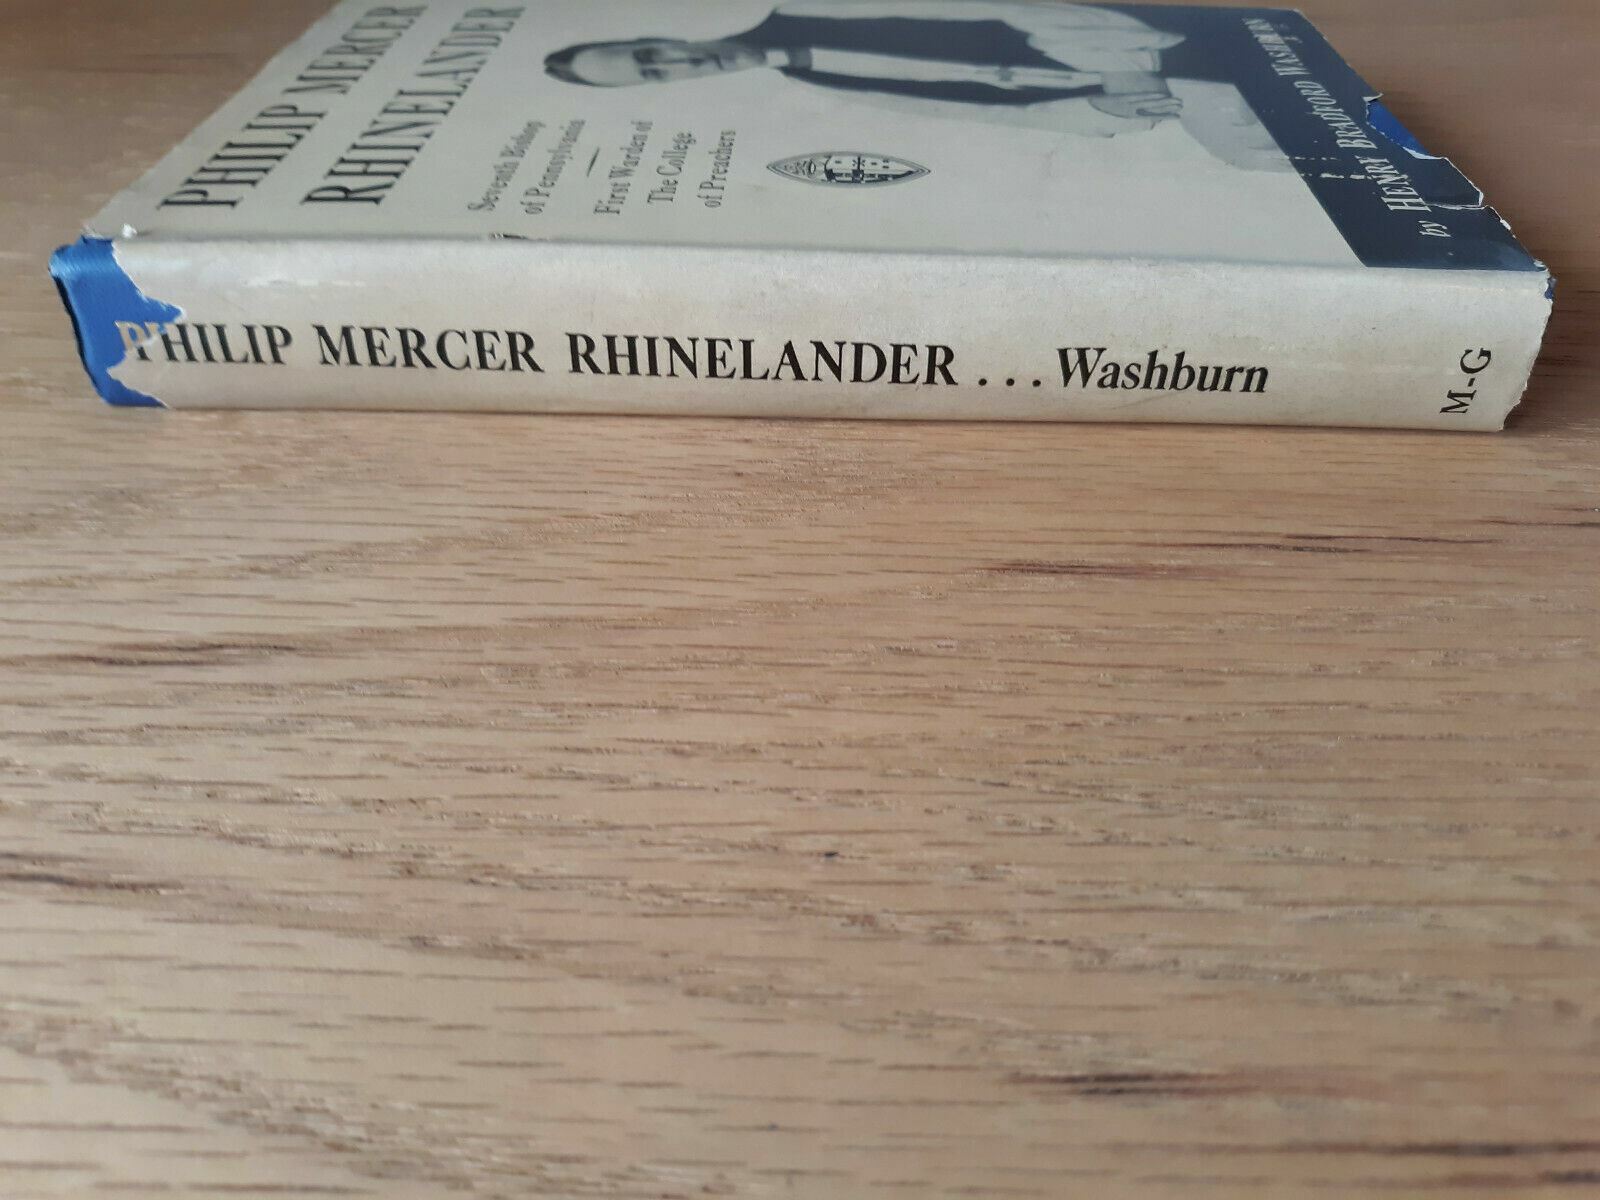 PHILIP MERCER
RHINELANDER
Seventh Bishop
of Pennsylvania
First Warden of
The College
of Preachers
by HENRY BRADFORD WASHBURN
PHILIP MERCER RHINELANDER... Washburn
M-G